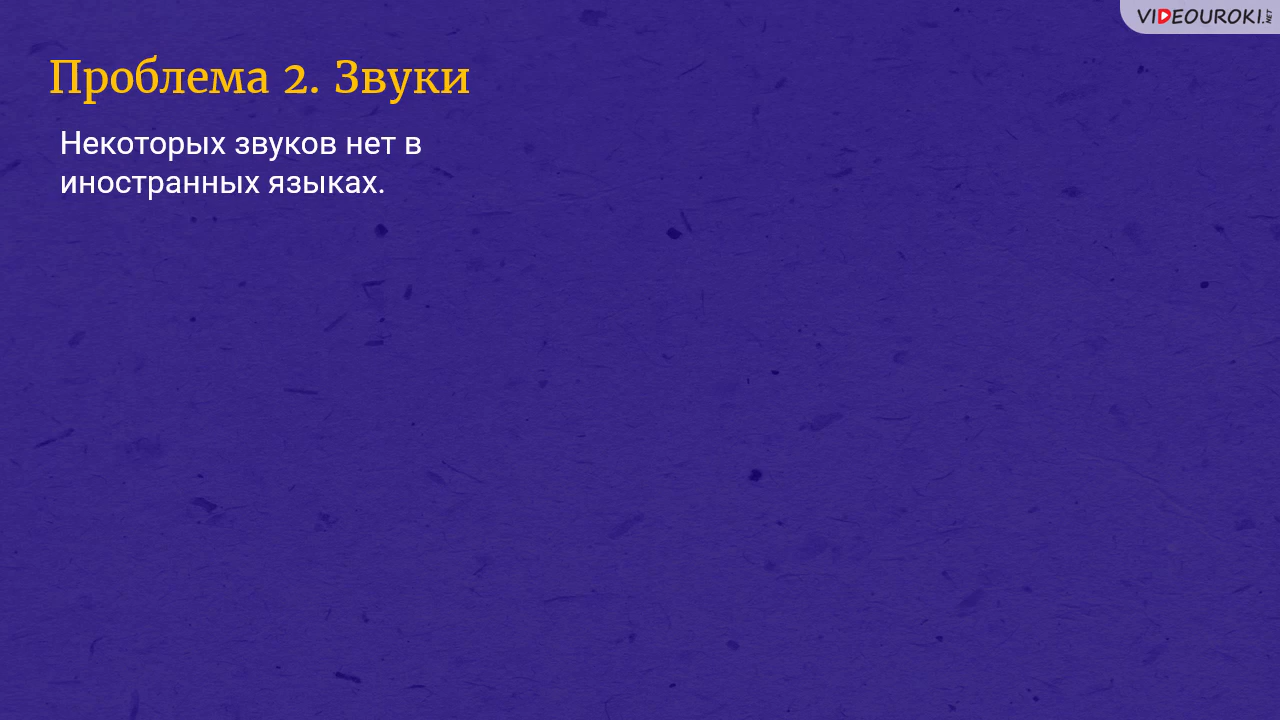 VIDEOUROKI.NET
Проблема 2. Звуки
Некоторых звуков нет в
иностранных языках.